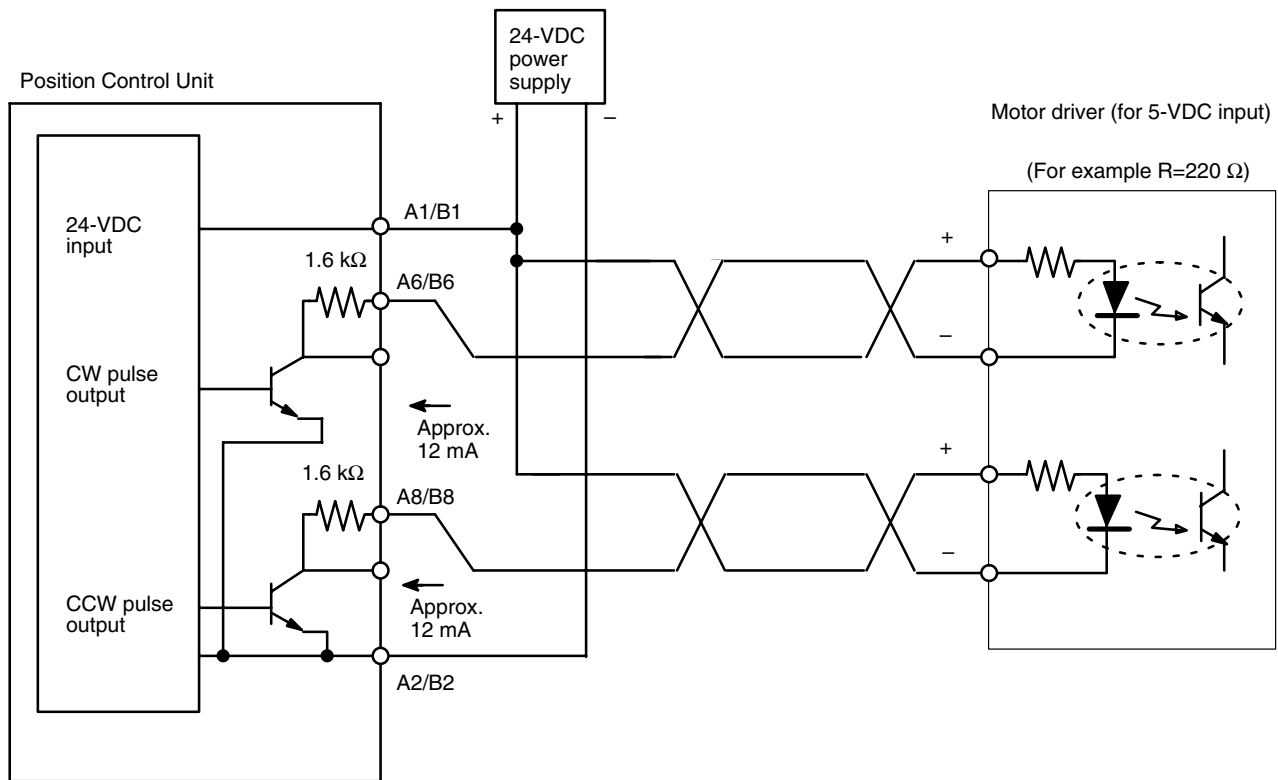 24-VDC
power
supply
Position Control Unit
+
–
Motor driver (for 5-VDC input)
(For example R=220 Ω)
24-VDC
input
A1/B1
1.6 kΩ
A6/B6
+
–
CW pulse
output
Approx.
12 mA
1.6 kΩ
A8/B8
+
–
CCW pulse
output
Approx.
12 mA
A2/B2